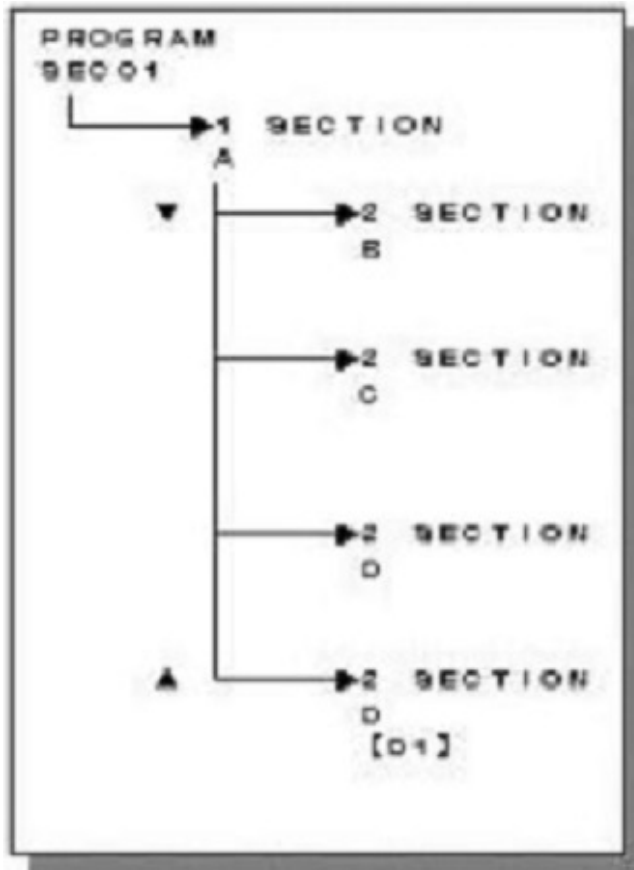 PROGRAM
SEC01
1 SECTION
A
2 SECTION
B
2 SECTION
C
2 SECTION
D
2 SECTION
D
[D1]